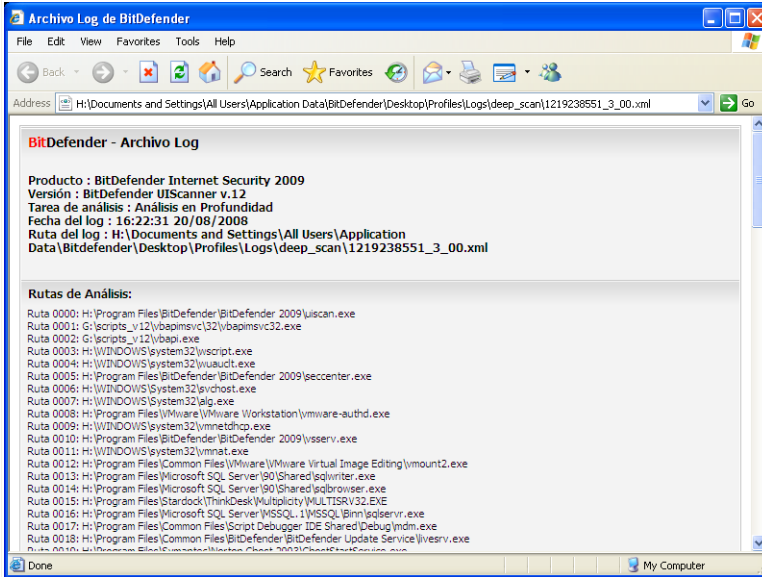 Archivo Log de BitDefender
File Edit View Favorites Tools Help
Back Search Favorites
Address H:\Documents and Settings\All Users\Application Data\BitDefender\Desktop\Profiles\Logs\deep_scan\1219238551_3_00.xml Go
BitDefender - Archivo Log
Producto : BitDefender Internet Security 2009
Versión : BitDefender UIScanner v.12
Tarea de análisis : Análisis en Profundidad
Fecha del log : 16:22:31 20/08/2008
Ruta del log : H:\Documents and Settings\All Users\Application
Data\Bitdefender\Desktop\Profiles\Logs\deep_scan\1219238551_3_00.xml
Rutas de Análisis:
Ruta 0000: H:\Program Files\BitDefender\BitDefender 2009\uiscan.exe
Ruta 0001: G:\scripts_v12\vbapimsvc\32\vbapimsvc32.exe
Ruta 0002: G:\scripts_v12\vbapi.exe
Ruta 0003: H:\WINDOWS\system32\wscript.exe
Ruta 0004: H:\WINDOWS\system32\wuauclt.exe
Ruta 0005: H:\Program Files\BitDefender\BitDefender 2009\seccenter.exe
Ruta 0006: H:\WINDOWS\System32\svchost.exe
Ruta 0007: H:\WINDOWS\System32\alg.exe
Ruta 0008: H:\Program Files\VMware\VMware Workstation\vmware-authd.exe
Ruta 0009: H:\WINDOWS\system32\vmnetdhcp.exe
Ruta 0010: H:\Program Files\BitDefender\BitDefender 2009\vsserv.exe
Ruta 0011: H:\WINDOWS\system32\vmnat.exe
Ruta 0012: H:\Program Files\Common Files\VMware\VMware Virtual Image Editing\vmount2.exe
Ruta 0013: H:\Program Files\Microsoft SQL Server\90\Shared\sqlwriter.exe
Ruta 0014: H:\Program Files\Microsoft SQL Server\90\Shared\sqlbrowser.exe
Ruta 0015: H:\Program Files\Stardock\ThinkDesk\Multiplicity\MULTISRV32.EXE
Ruta 0016: H:\Program Files\Microsoft SQL Server\MSSQL.1\MSSQL\Binn\sqlservr.exe
Ruta 0017: H:\Program Files\Common Files\Script Debugger IDE Shared\Debug\mdm.exe
Ruta 0018: H:\Program Files\Common Files\BitDefender\BitDefender Update Service\livesrv.exe
Ruta 0019: H:\Program Files\Symantec\Norton Ghost 2003\GhostStartService.exe
Done My Computer